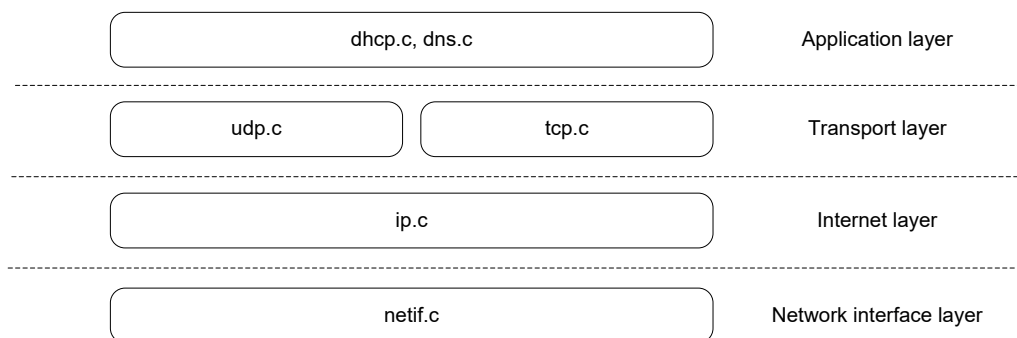 dhcp.c, dns.c Application layer
udp.c tcp.c Transport layer
ip.c Internet layer
netif.c Network interface layer